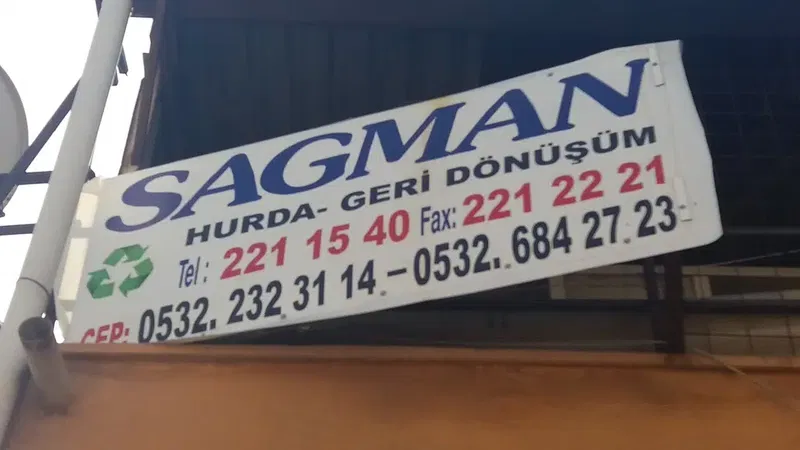 SAGMAN
HURDA- GERİ DÖNÜŞÜM
Tel : 221 15 40 Fax: 221 22 21
CEP: 0532. 232 31 14 - 0532. 684 27 23